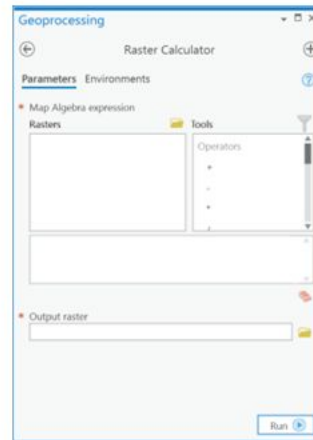 Geoprocessing
Raster Calculator
Parameters Environments
* Map Algebra expression
Rasters Tools
Operators
+
-
*
/
* Output raster
Run